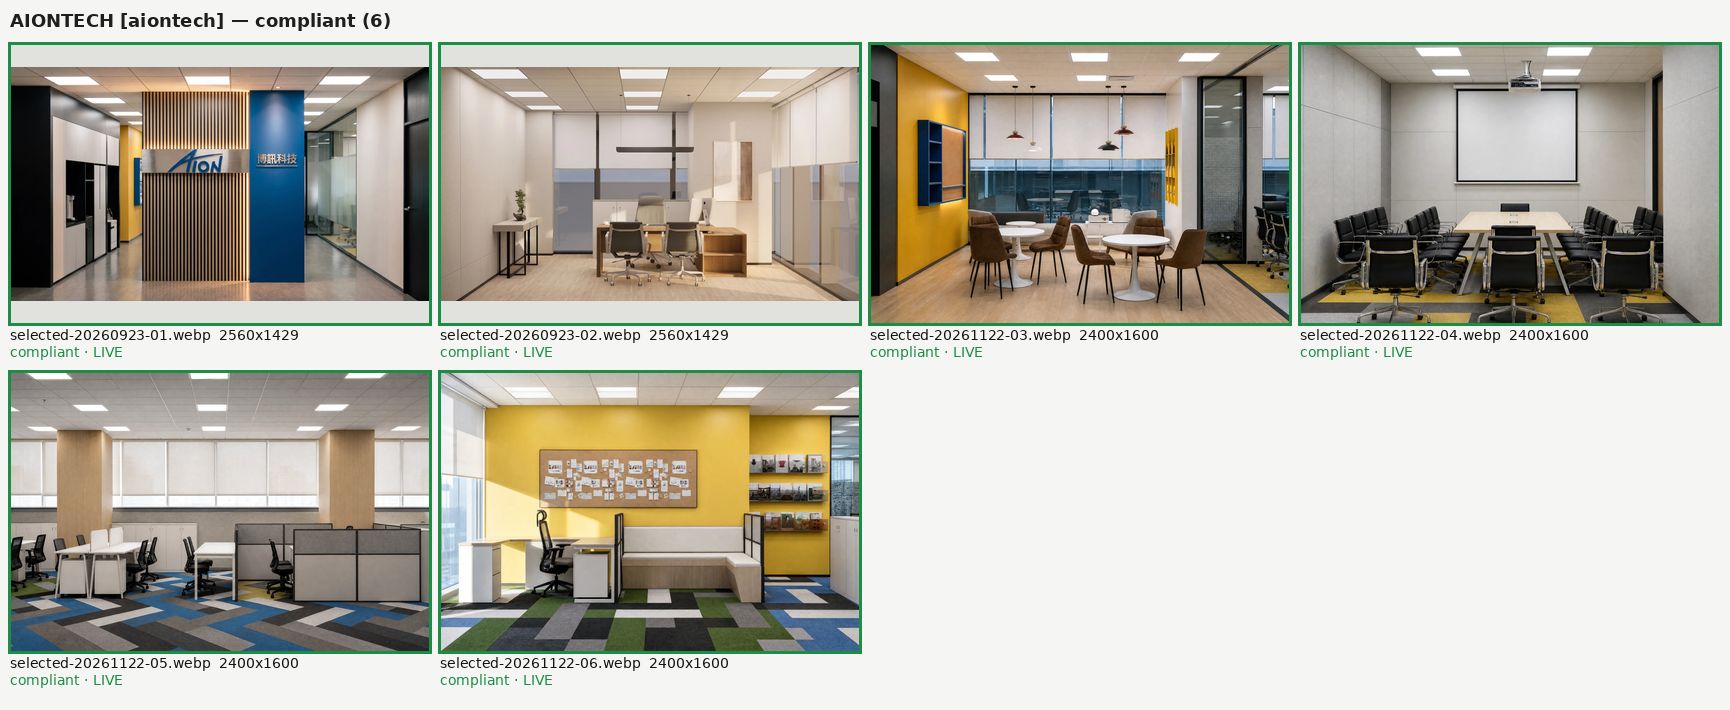 AIONTECH [aiontech] — compliant (6)
AION
博訊科技
selected-20260923-01.webp 2560x1429
compliant · LIVE
selected-20260923-02.webp 2560x1429
compliant · LIVE
selected-20261122-03.webp 2400x1600
compliant · LIVE
selected-20261122-04.webp 2400x1600
compliant · LIVE
selected-20261122-05.webp 2400x1600
compliant · LIVE
selected-20261122-06.webp 2400x1600
compliant · LIVE